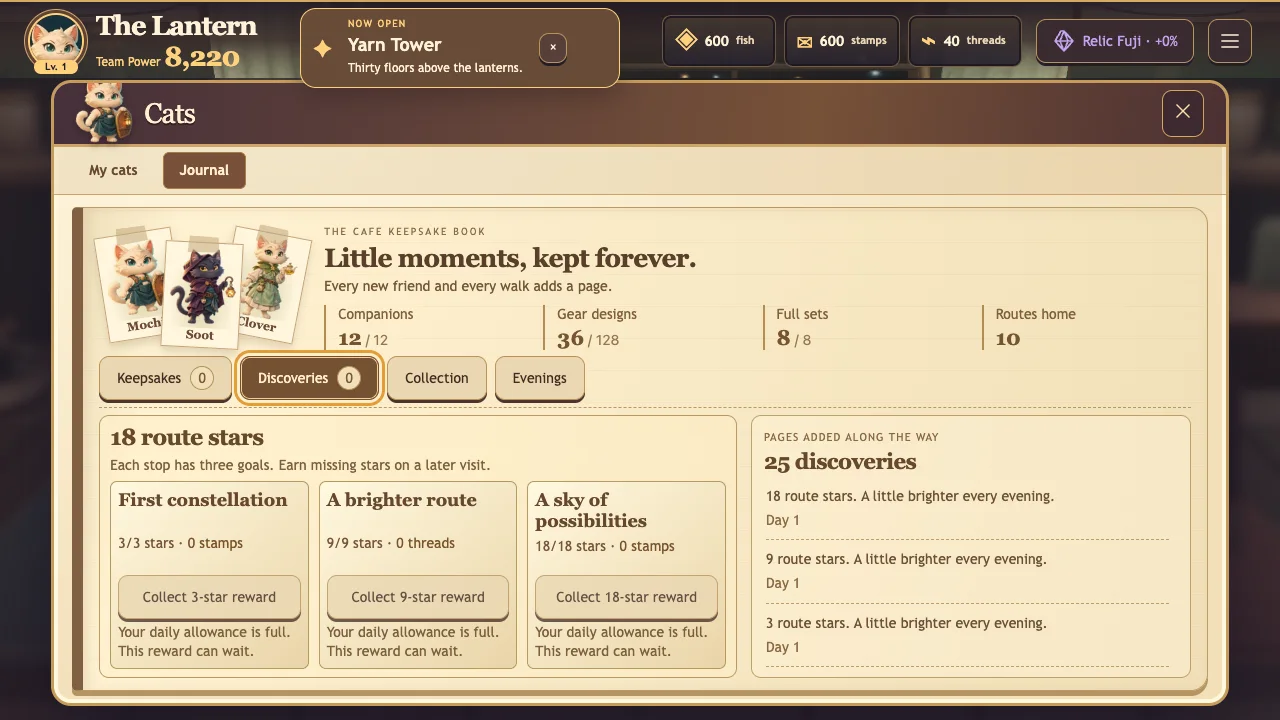 The Lantern
Team Power 8,220
Lv. 1
NOW OPEN
Yarn Tower
Thirty floors above the lanterns.
×
600 fish
600 stamps
40 threads
Relic Fuji · +0%
Cats
My cats
Journal
Moch
Soot
Clover
THE CAFE KEEPSAKE BOOK
Little moments, kept forever.
Every new friend and every walk adds a page.
Companions
12 / 12
Gear designs
36 / 128
Full sets
8 / 8
Routes home
10
Keepsakes 0
Discoveries 0
Collection
Evenings
18 route stars
Each stop has three goals. Earn missing stars on a later visit.
First constellation
3/3 stars · 0 stamps
Collect 3-star reward
Your daily allowance is full.
This reward can wait.
A brighter route
9/9 stars · 0 threads
Collect 9-star reward
Your daily allowance is full.
This reward can wait.
A sky of
possibilities
18/18 stars · 0 stamps
Collect 18-star reward
Your daily allowance is full.
This reward can wait.
PAGES ADDED ALONG THE WAY
25 discoveries
18 route stars. A little brighter every evening.
Day 1
9 route stars. A little brighter every evening.
Day 1
3 route stars. A little brighter every evening.
Day 1